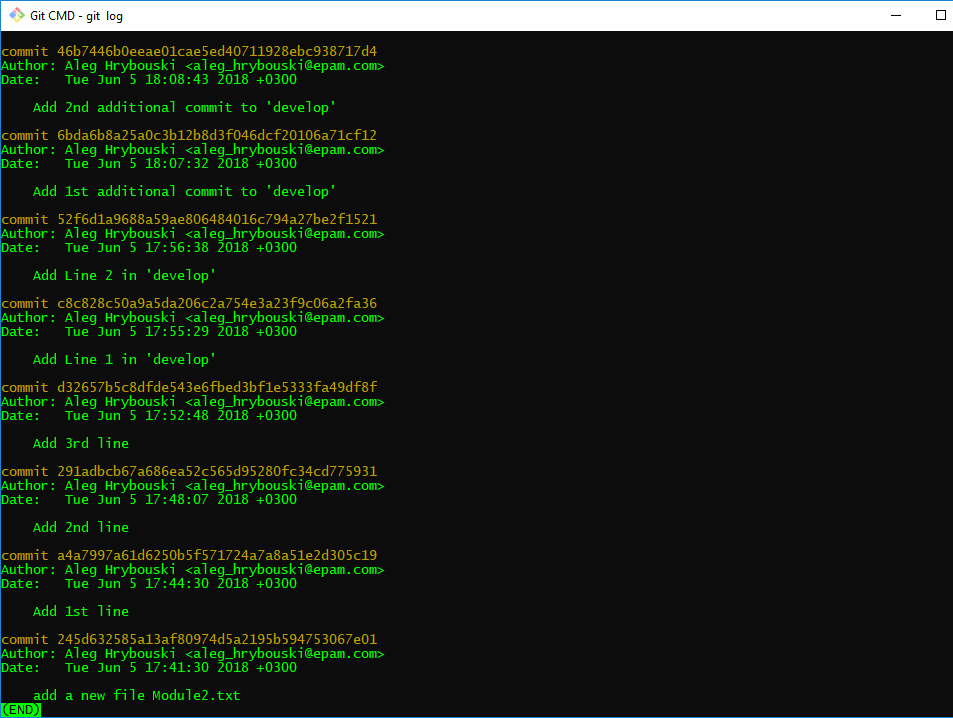 Git CMD - git log
commit 46b7446b0eeae01cae5ed40711928ebc938717d4
Author: Aleg Hrybouski <aleg_hrybouski@epam.com>
Date:   Tue Jun 5 18:08:43 2018 +0300
Add 2nd additional commit to 'develop'
commit 6bda6b8a25a0c3b12b8d3f046dcf20106a71cf12
Author: Aleg Hrybouski <aleg_hrybouski@epam.com>
Date:   Tue Jun 5 18:07:32 2018 +0300
Add 1st additional commit to 'develop'
commit 52f6d1a9688a59ae806484016c794a27be2f1521
Author: Aleg Hrybouski <aleg_hrybouski@epam.com>
Date:   Tue Jun 5 17:56:38 2018 +0300
Add Line 2 in 'develop'
commit c8c828c50a9a5da206c2a754e3a23f9c06a2fa36
Author: Aleg Hrybouski <aleg_hrybouski@epam.com>
Date:   Tue Jun 5 17:55:29 2018 +0300
Add Line 1 in 'develop'
commit d32657b5c8dfde543e6fbed3bf1e5333fa49df8f
Author: Aleg Hrybouski <aleg_hrybouski@epam.com>
Date:   Tue Jun 5 17:52:48 2018 +0300
Add 3rd line
commit 291adbcb67a686ea52c565d95280fc34cd775931
Author: Aleg Hrybouski <aleg_hrybouski@epam.com>
Date:   Tue Jun 5 17:48:07 2018 +0300
Add 2nd line
commit a4a7997a61d6250b5f571724a7a8a51e2d305c19
Author: Aleg Hrybouski <aleg_hrybouski@epam.com>
Date:   Tue Jun 5 17:44:30 2018 +0300
Add 1st line
commit 245d632585a13af80974d5a2195b594753067e01
Author: Aleg Hrybouski <aleg_hrybouski@epam.com>
Date:   Tue Jun 5 17:41:30 2018 +0300
add a new file Module2.txt
(END)